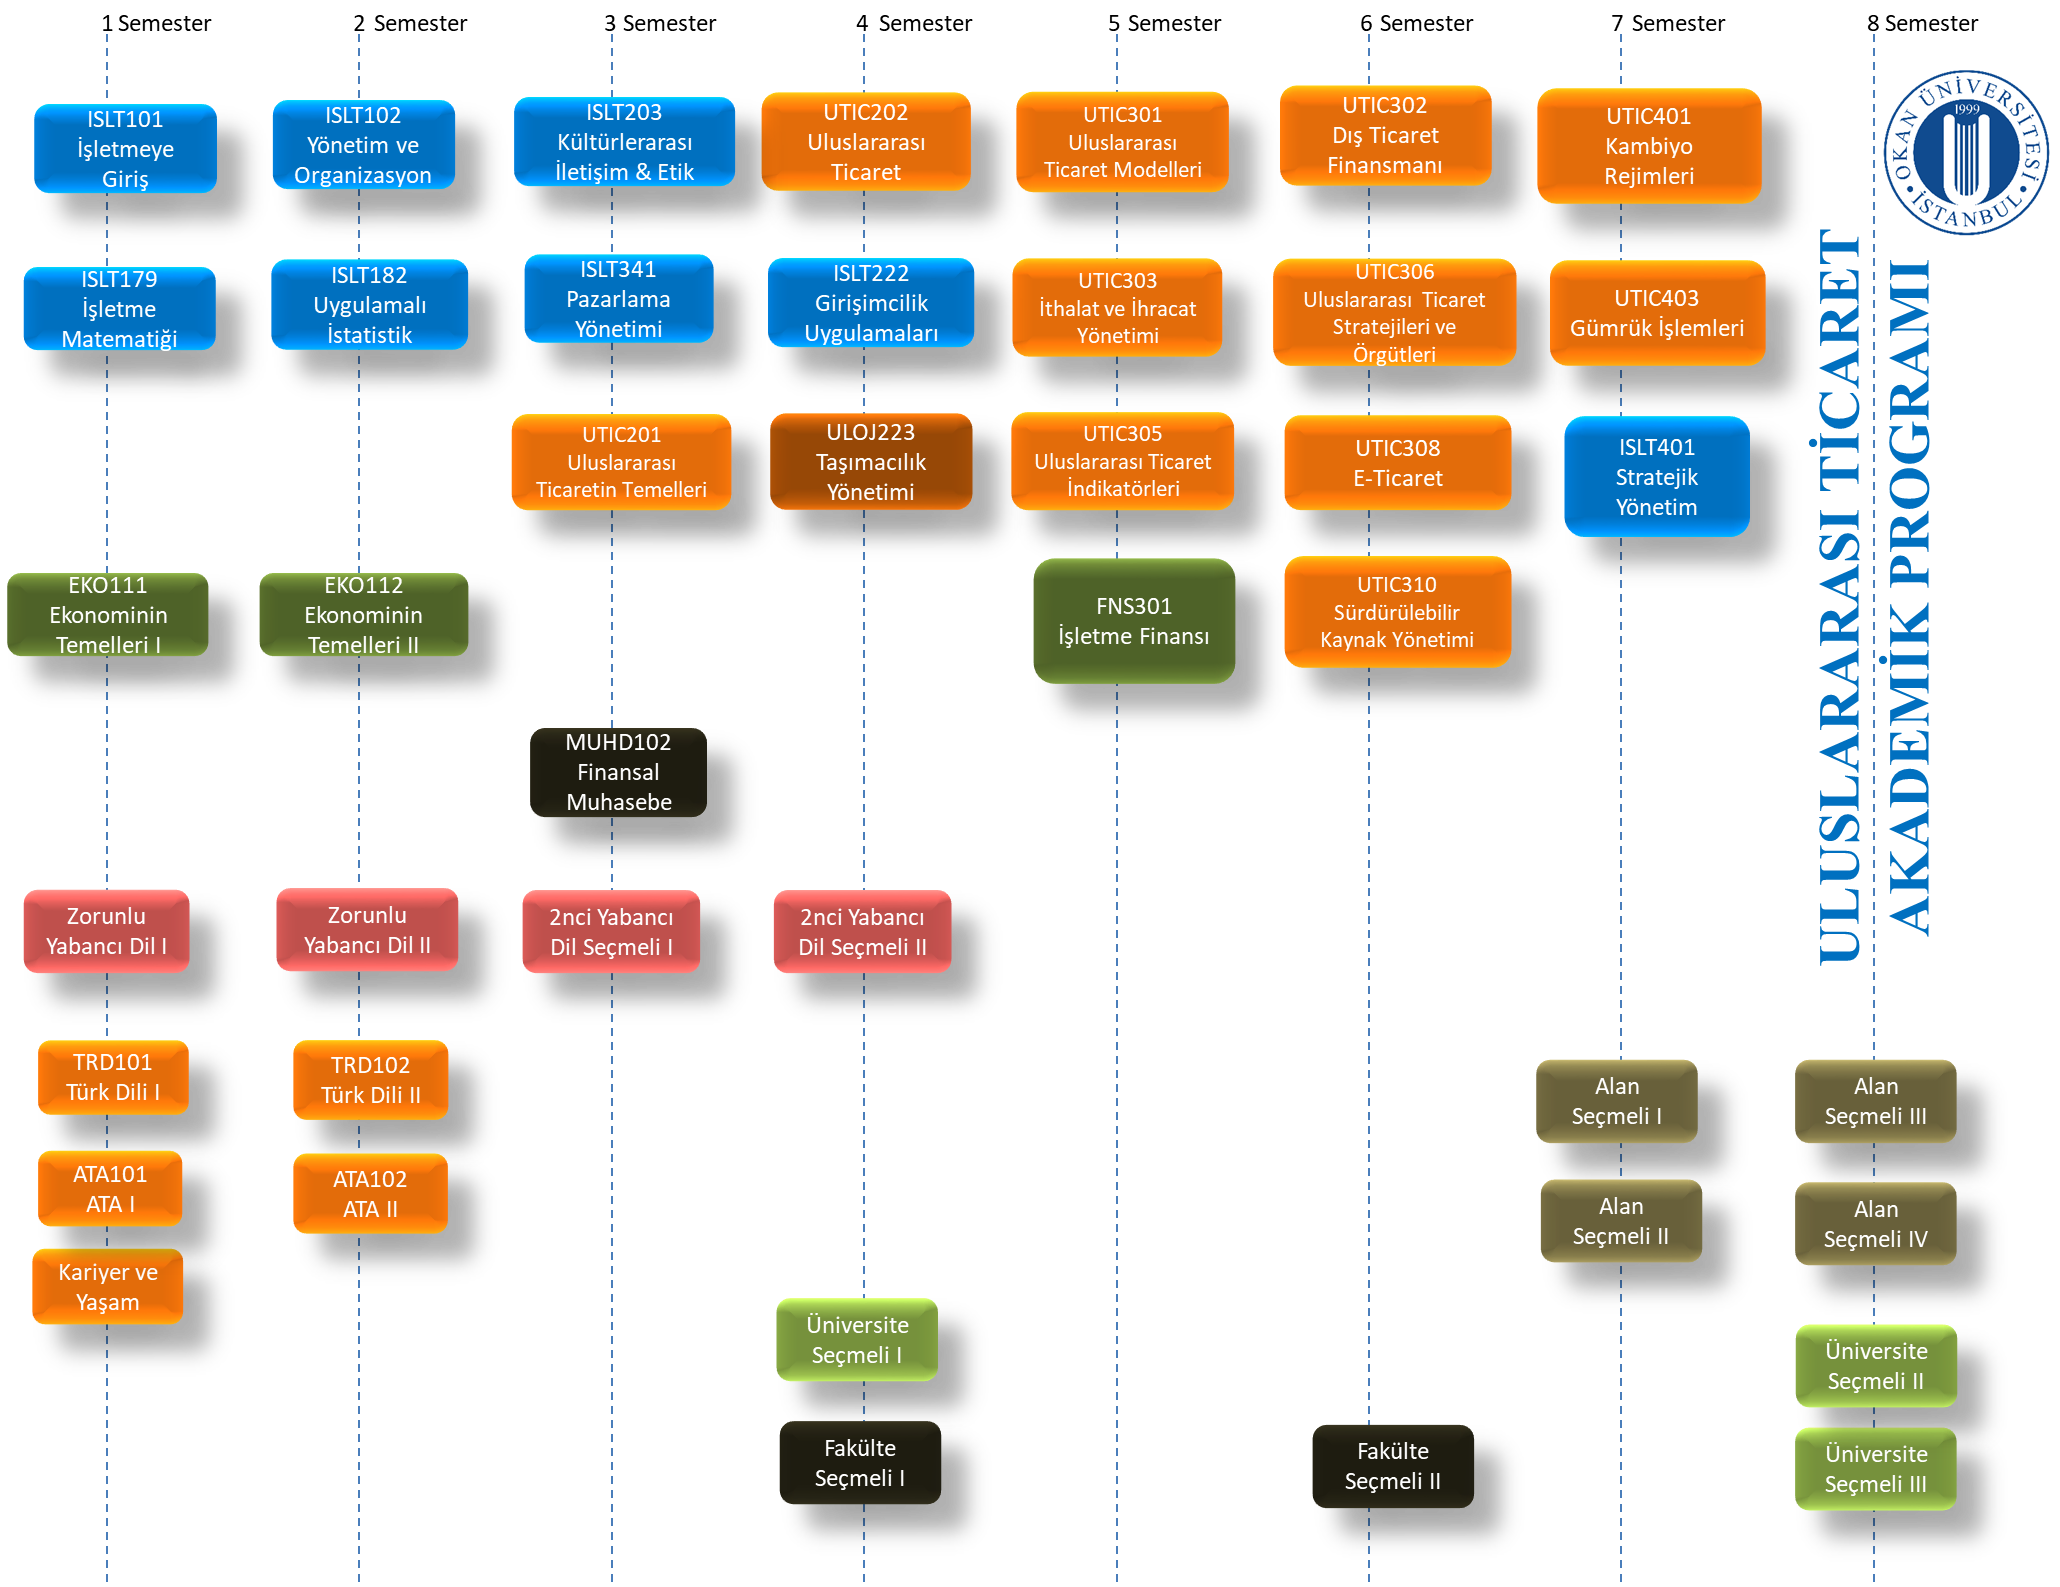 1 Semester
2 Semester
3 Semester
4 Semester
5 Semester
6 Semester
7 Semester
8 Semester
ISLT101
İşletmeye
Giriş
ISLT102
Yönetim ve
Organizasyon
ISLT203
Kültürlerarası
İletişim & Etik
UTIC202
Uluslararası
Ticaret
UTIC301
Uluslararası
Ticaret Modelleri
UTIC302
Dış Ticaret
Finansmanı
UTIC401
Kambiyo
Rejimleri
OKAN ÜNİVERSİTESİ
1999
İSTANBUL
ISLT179
İşletme
Matematiği
ISLT182
Uygulamalı
İstatistik
ISLT341
Pazarlama
Yönetimi
ISLT222
Girişimcilik
Uygulamaları
UTIC303
İthalat ve İhracat
Yönetimi
UTIC306
Uluslararası Ticaret
Stratejileri ve
Örgütleri
UTIC403
Gümrük İşlemleri
UTIC201
Uluslararası
Ticaretin Temelleri
ULOJ223
Taşımacılık
Yönetimi
UTIC305
Uluslararası Ticaret
İndikatörleri
UTIC308
E-Ticaret
ISLT401
Stratejik
Yönetim
EKO111
Ekonominin
Temelleri I
EKO112
Ekonominin
Temelleri II
FNS301
İşletme Finansı
UTIC310
Sürdürülebilir
Kaynak Yönetimi
ULUSLARARASI TİCARET
AKADEMİK PROGRAMI
MUHD102
Finansal
Muhasebe
Zorunlu
Yabancı Dil I
Zorunlu
Yabancı Dil II
2nci Yabancı
Dil Seçmeli I
2nci Yabancı
Dil Seçmeli II
TRD101
Türk Dili I
TRD102
Türk Dili II
Alan
Seçmeli I
Alan
Seçmeli III
ATA101
ATA I
ATA102
ATA II
Alan
Seçmeli II
Alan
Seçmeli IV
Kariyer ve
Yaşam
Üniversite
Seçmeli I
Üniversite
Seçmeli II
Fakülte
Seçmeli I
Fakülte
Seçmeli II
Üniversite
Seçmeli III